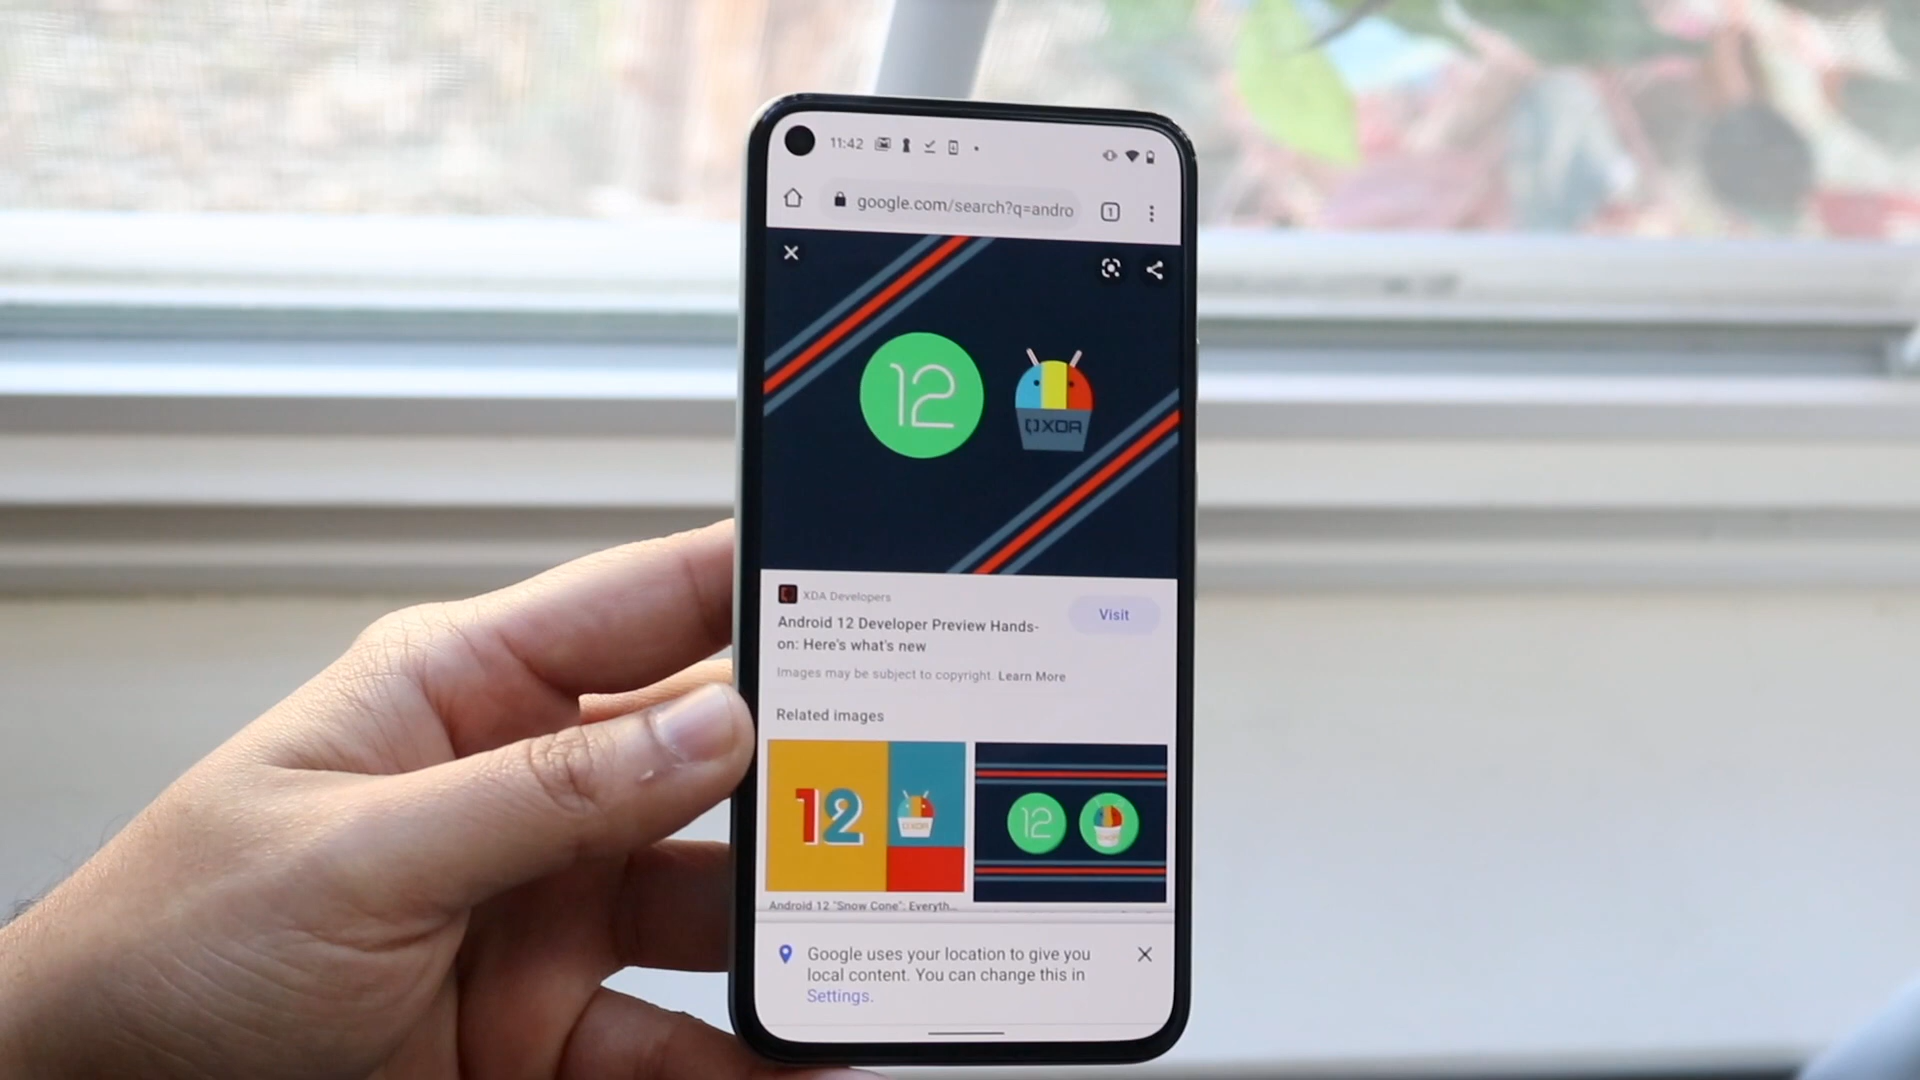 11:42
google.com/search?q=andro
1
12
XDA
XDA Developers
Android 12 Developer Preview Hands-
on: Here's what's new
Visit
Images may be subject to copyright. Learn More
Related images
12
XDA
12
XDA
Android 12 "Snow Cone": Everyth...
Google uses your location to give you
local content. You can change this in
Settings.